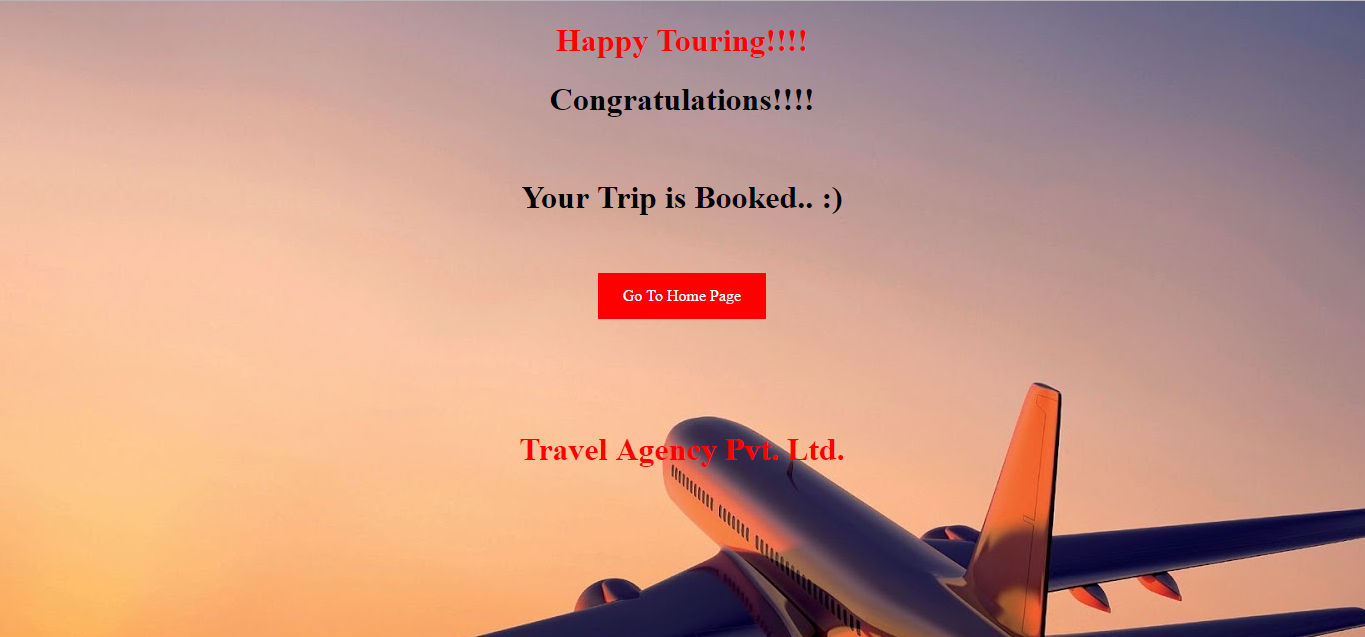 Happy Touring!!!!
Congratulations!!!!
Your Trip is Booked.. :)
Go To Home Page
Travel Agency Pvt. Ltd.